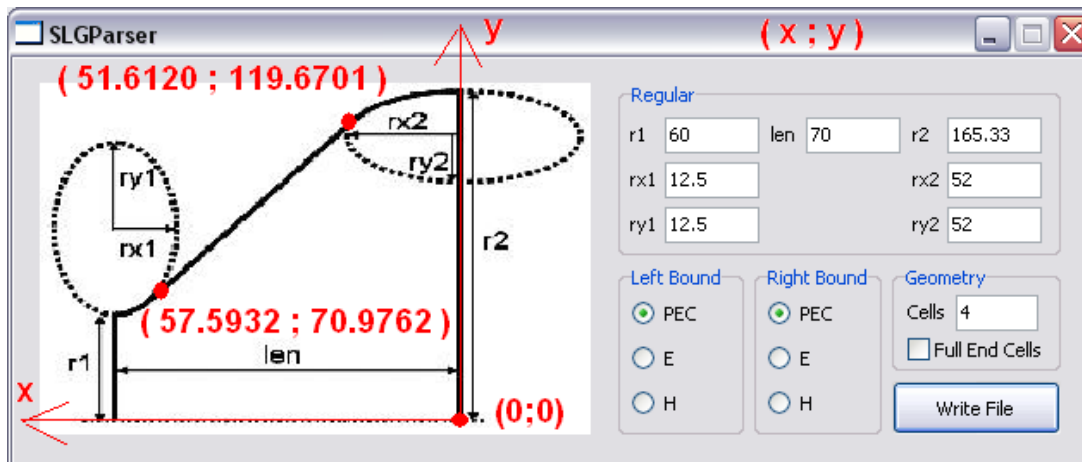 SLGParser
y
( x ; y )
( 51.6120 ; 119.6701 )
rx2
ry2
ry1
rx1
r2
( 57.5932 ; 70.9762 )
r1
len
x
(0;0)
Regular
r1 60 len 70 r2 165.33
rx1 12.5 rx2 52
ry1 12.5 ry2 52
Left Bound Right Bound Geometry
PEC PEC Cells 4
E E Full End Cells
H H Write File